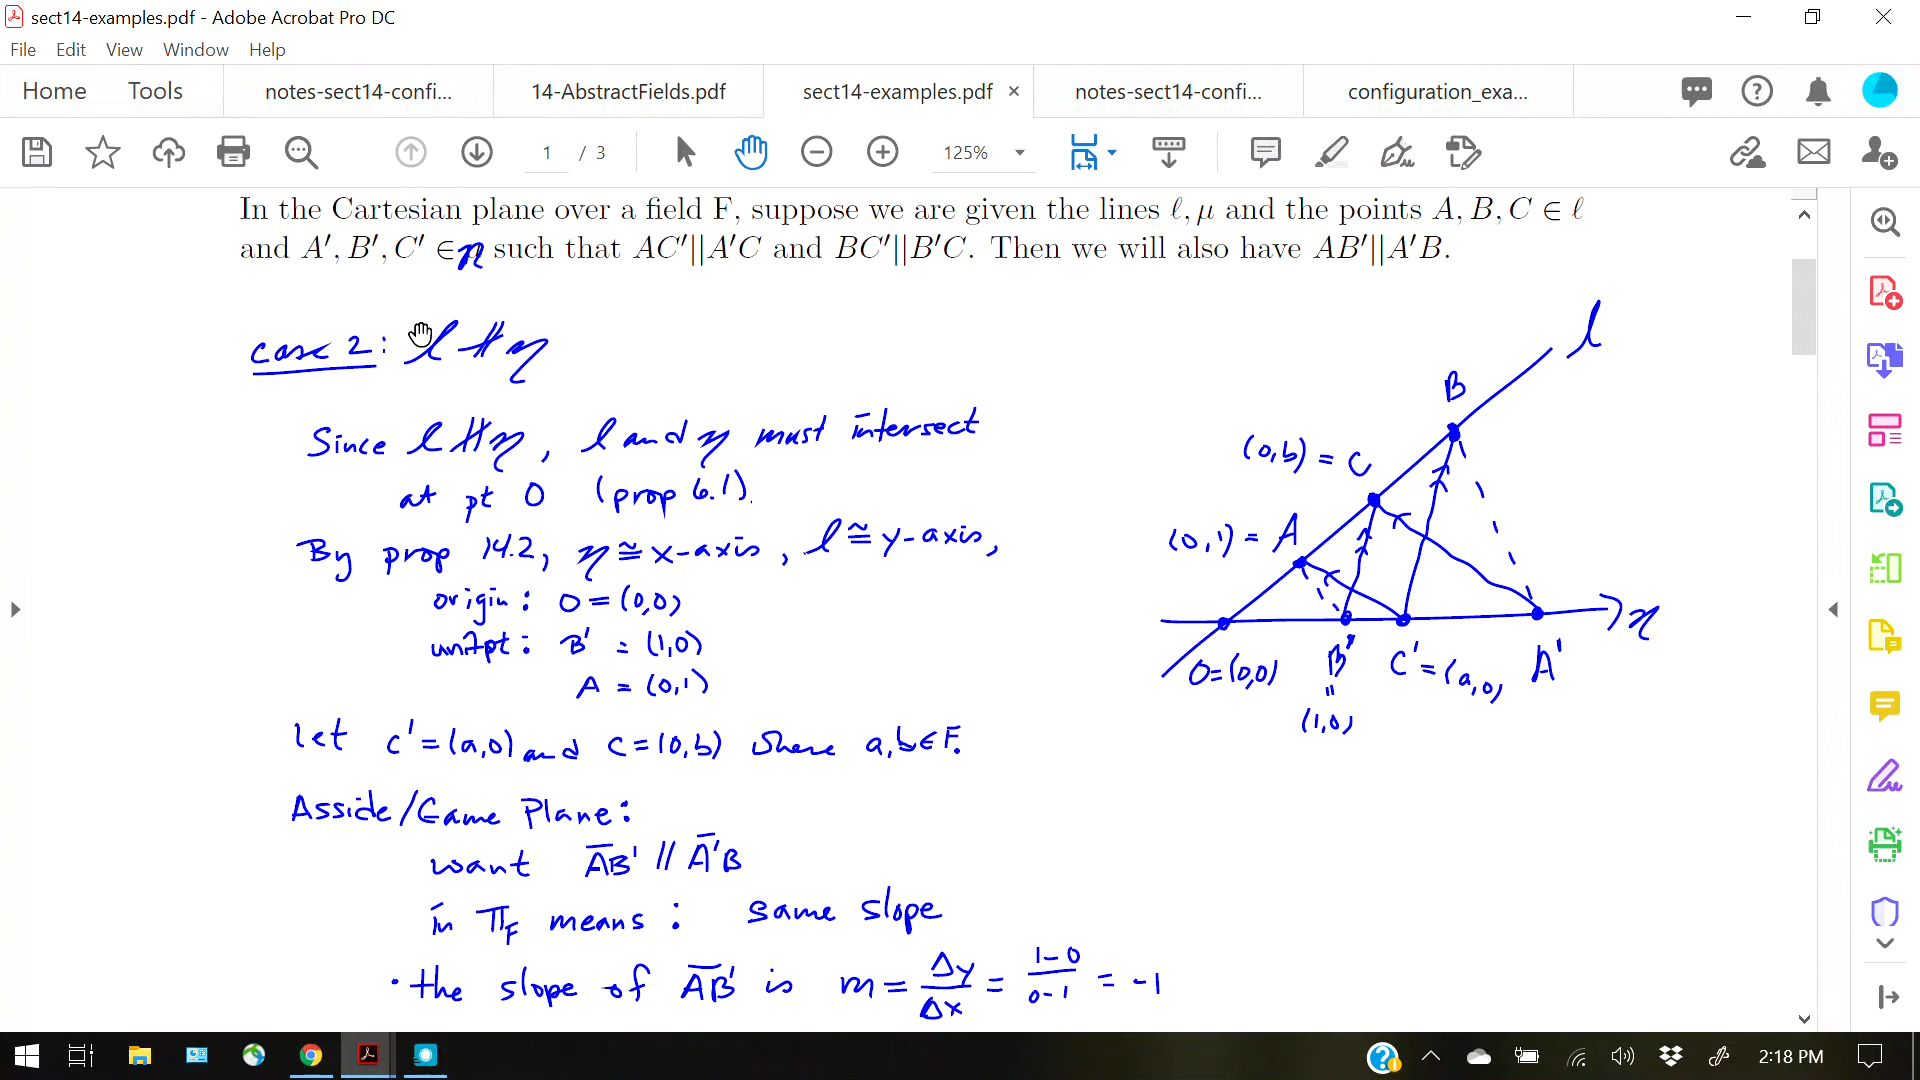 sect14-examples.pdf - Adobe Acrobat Pro DC
File Edit View Window Help
Home Tools notes-sect14-confi... 14-AbstractFields.pdf sect14-examples.pdf × notes-sect14-confi... configuration_exa...
1 / 3 125%
In the Cartesian plane over a field F, suppose we are given the lines ℓ, μ and the points A, B, C ∈ ℓ
and A′, B′, C′ ∈ m such that AC′||A′C and BC′||B′C. Then we will also have AB′||A′B.
case 2: l ∦ m
Since l ∦ m, l and m must intersect
at pt O (prop 6.1).
By prop 14.2, m ≅ x-axis, l ≅ y-axis,
origin: O = (0,0)
unitpt: B' = (1,0)
A = (0,1)
let C' = (a,0) and C = (0,b) where a,b ∈ F.
Asside/Game Plane:
want AB' // A'B
in Π_F means: same slope
• the slope of AB' is m = Δy/Δx = 1-0/0-1 = -1
l
B
(0,b) = C
(0,1) = A
m
O=(0,0) B' C' = (a,0) A'
"
(1,0)
2:18 PM